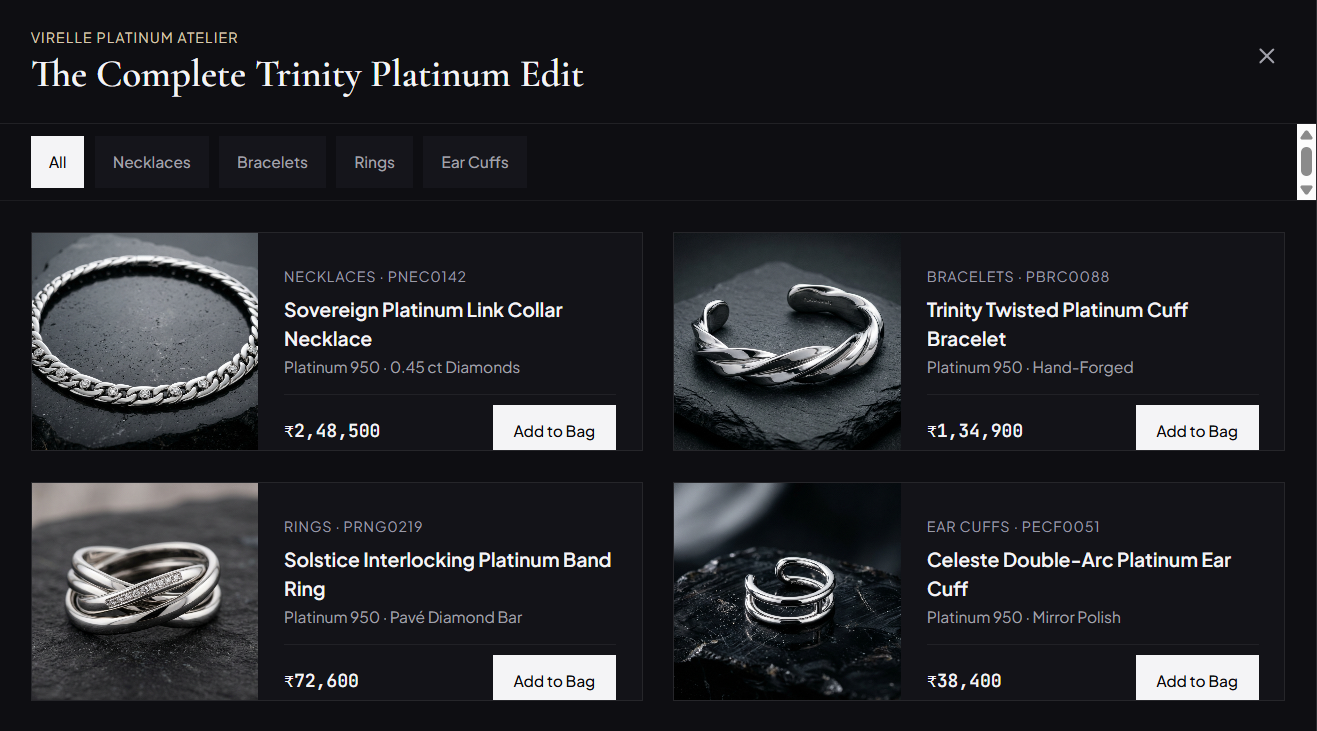 VIRELLE PLATINUM ATELIER
The Complete Trinity Platinum Edit
All
Necklaces
Bracelets
Rings
Ear Cuffs
NECKLACES · PNEC0142
Sovereign Platinum Link Collar
Necklace
Platinum 950 · 0.45 ct Diamonds
₹2,48,500
Add to Bag
BRACELETS · PBRC0088
Trinity Twisted Platinum Cuff
Bracelet
Platinum 950 · Hand-Forged
₹1,34,900
Add to Bag
RINGS · PRNG0219
Solstice Interlocking Platinum Band
Ring
Platinum 950 · Pavé Diamond Bar
₹72,600
Add to Bag
EAR CUFFS · PECF0051
Celeste Double-Arc Platinum Ear
Cuff
Platinum 950 · Mirror Polish
₹38,400
Add to Bag